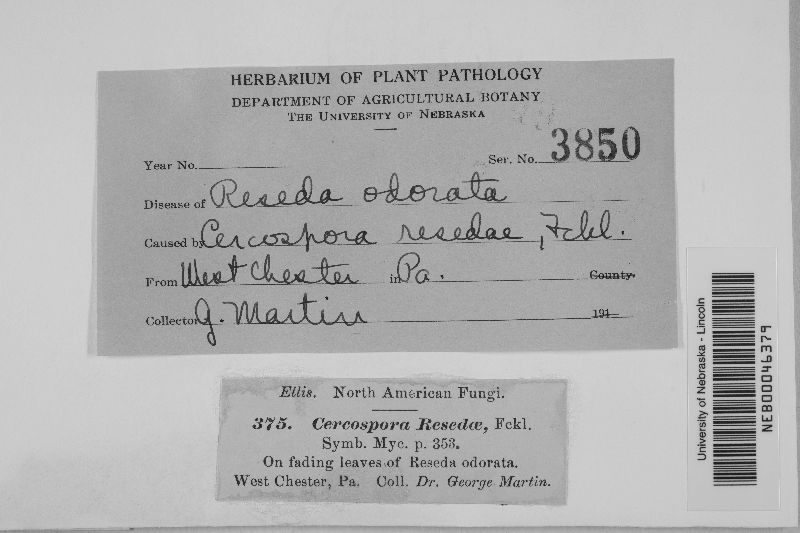 HERBARIUM OF PLANT PATHOLOGY
DEPARTMENT OF AGRICULTURAL BOTANY
THE UNIVERSITY OF NEBRASKA
Year No.
Ser. No. 3850
Disease of Reseda odorata
Caused by Cercospora resedae, Fckl.
From West Chester in Pa. County.
Collector G. Martin 191
Ellis. North American Fungi.
375. Cercospora Resedæ, Fckl.
Symb. Myc. p. 353.
On fading leaves of Reseda odorata.
West Chester, Pa. Coll. Dr. George Martin.
University of Nebraska - Lincoln
NEB00046379